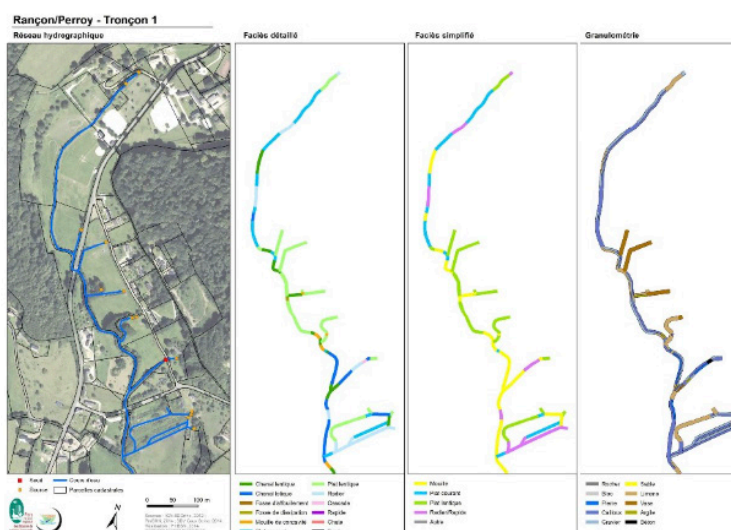 Rançon/Perroy - Tronçon 1
Réseau hydrographique
Faciès détaillé
Faciès simplifié
Granulométrie
Seuil
Cours d'eau
Source
Parcelles cadastrales
0 50 100 m
N
Chenal lentique
Plat lentique
Chenal lotique
Radier
Fosse d'affouillement
Cascade
Fosse de dissipation
Rapide
Mouille de concavité
Chute
Mouille
Plat courant
Plat lentique
Radier/Rapide
Autre
Rocher
Sable
Bloc
Limons
Pierre
Vase
Cailloux
Argile
Gravier
Béton